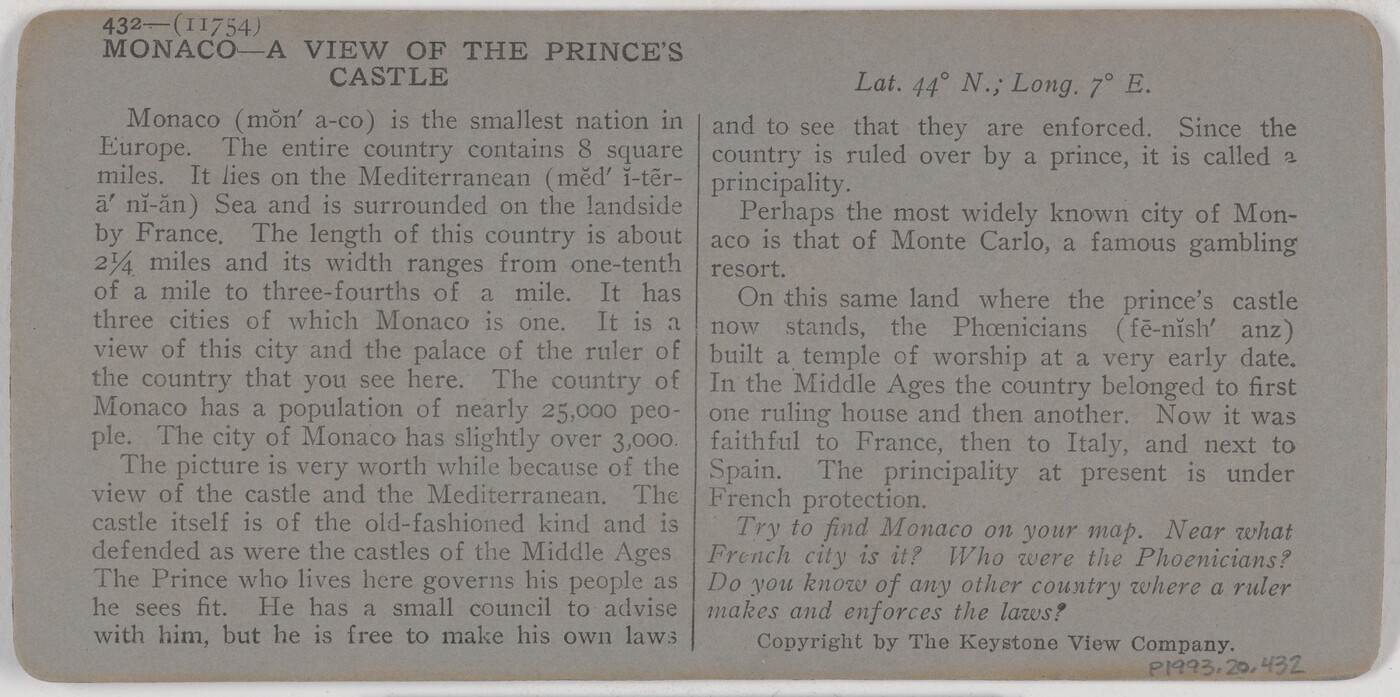 432—(11754)
MONACO—A VIEW OF THE PRINCE'S
CASTLE
Monaco (mŏn′ a-co) is the smallest nation in
Europe. The entire country contains 8 square
miles. It lies on the Mediterranean (mĕd′ ĭ-tẽr-
ā′ nĭ-ăn) Sea and is surrounded on the landside
by France. The length of this country is about
2¼ miles and its width ranges from one-tenth
of a mile to three-fourths of a mile. It has
three cities of which Monaco is one. It is a
view of this city and the palace of the ruler of
the country that you see here. The country of
Monaco has a population of nearly 25,000 peo-
ple. The city of Monaco has slightly over 3,000.
The picture is very worth while because of the
view of the castle and the Mediterranean. The
castle itself is of the old-fashioned kind and is
defended as were the castles of the Middle Ages
The Prince who lives here governs his people as
he sees fit. He has a small council to advise
with him, but he is free to make his own laws
Lat. 44° N.; Long. 7° E.
and to see that they are enforced. Since the
country is ruled over by a prince, it is called a
principality.
Perhaps the most widely known city of Mon-
aco is that of Monte Carlo, a famous gambling
resort.
On this same land where the prince's castle
now stands, the Phœnicians (fē-nĭsh′ anz)
built a temple of worship at a very early date.
In the Middle Ages the country belonged to first
one ruling house and then another. Now it was
faithful to France, then to Italy, and next to
Spain. The principality at present is under
French protection.
Try to find Monaco on your map. Near what
French city is it? Who were the Phoenicians?
Do you know of any other country where a ruler
makes and enforces the laws?
Copyright by The Keystone View Company.
P1993.20.432